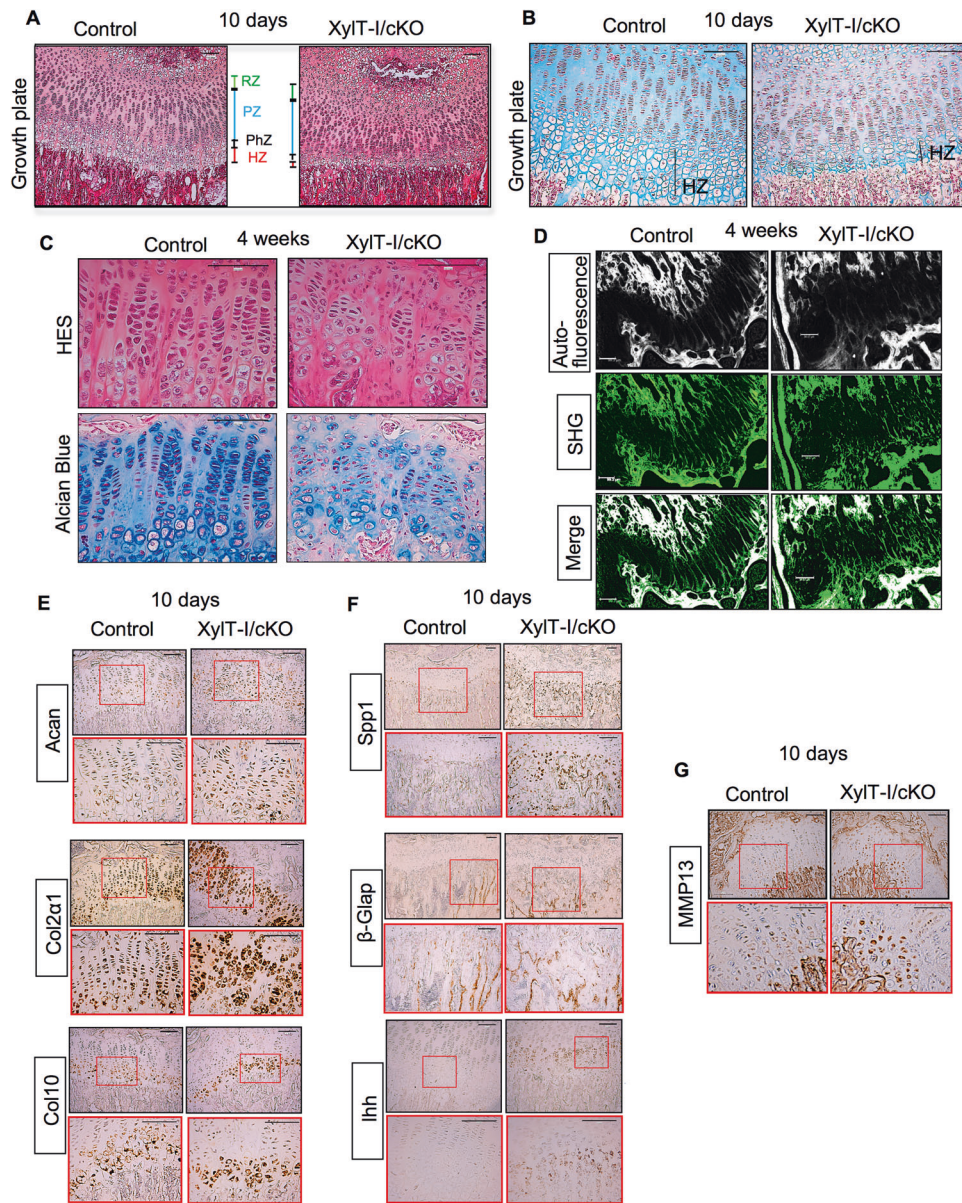 A
10 days
Control
XylT-I/cKO
Growth plate
RZ
PZ
PhZ
HZ
B
10 days
Control
XylT-I/cKO
Growth plate
HZ
HZ
C
Control
4 weeks
XylT-I/cKO
HES
Alcian Blue
D
Control
4 weeks
XylT-I/cKO
Auto-
fluorescence
SHG
Merge
E
10 days
Control
XylT-I/cKO
Acan
Col2α1
Col10
F
10 days
Control
XylT-I/cKO
Spp1
β-Glap
Ihh
G
10 days
Control
XylT-I/cKO
MMP13